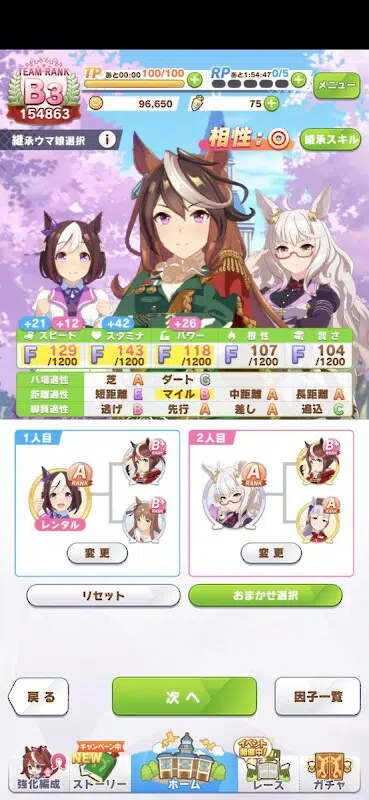 TEAM RANK
B3
154863
TP あと00:00 100/100
RP あと1:54:47 0/5
メニュー
96,650
75
継承ウマ娘選択
i
相性:◎
継承スキル
+21 +12 +42 +26
スピード スタミナ パワー 根性 賢さ
F 129 /1200 F 143 /1200 F 118 /1200 F 107 /1200 F 104 /1200
バ場適性 芝 A ダート G
距離適性 短距離 E マイル B 中距離 A 長距離 A
脚質適性 逃げ B 先行 A 差し A 追込 C
1人目
A RANK
レンタル
B+ RANK
B+ RANK
変更
2人目
A RANK
B+ RANK
A RANK
変更
リセット
おまかせ選択
戻る
次へ
因子一覧
強化編成
キャンペーン中
NEW
ストーリー
ホーム
イベント開催中!
レース
ガチャ